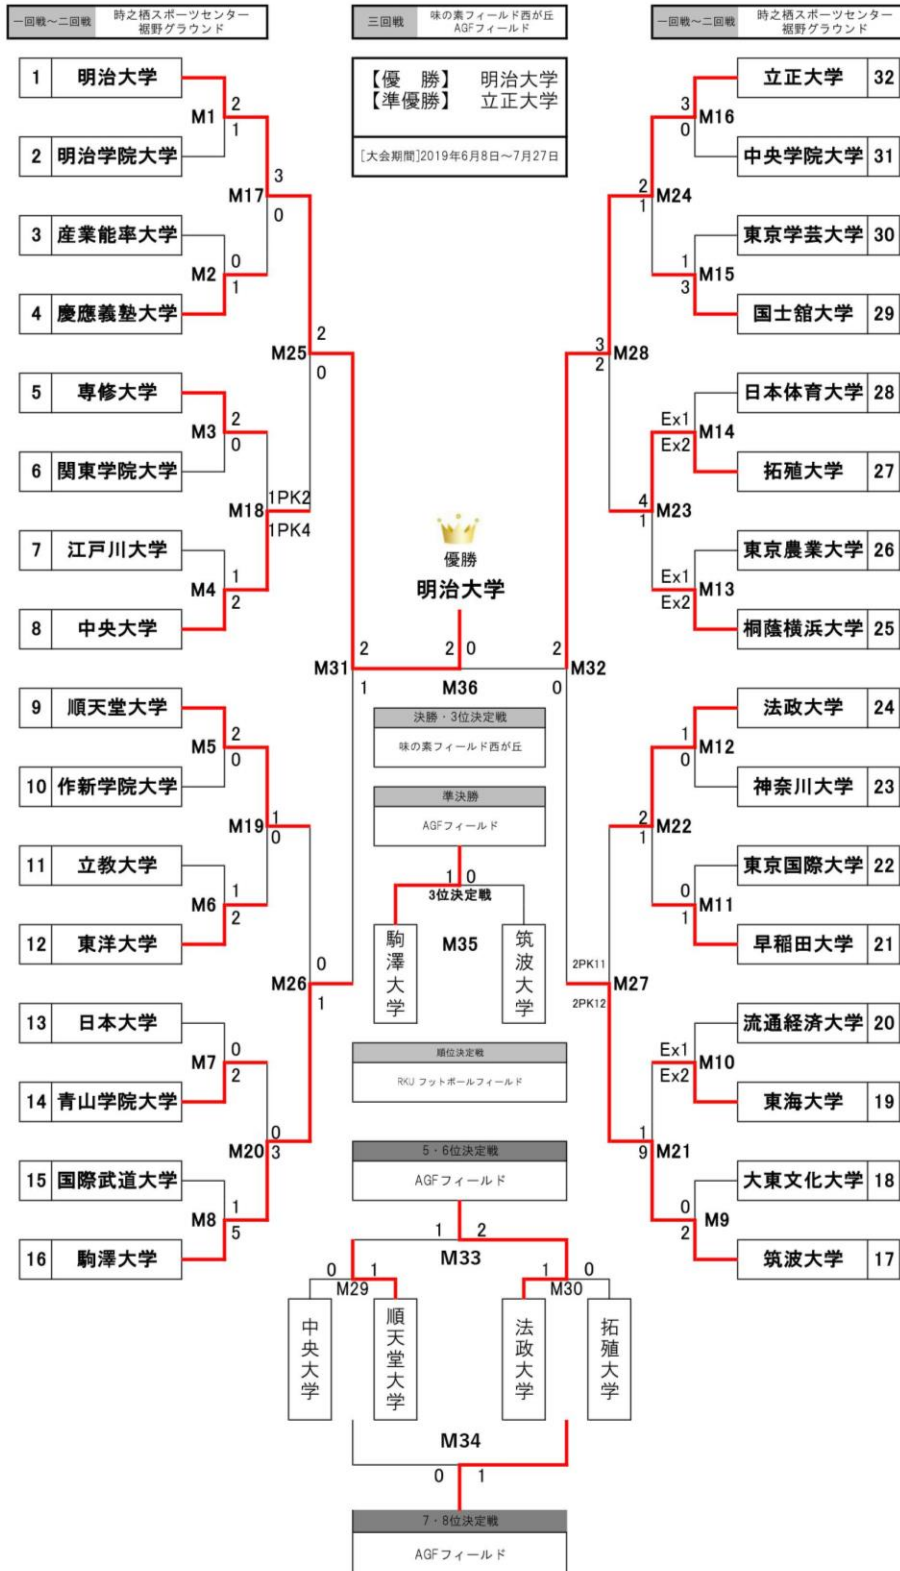 一回戦～二回戦 時之栖スポーツセンター
裾野グラウンド
三回戦 味の素フィールド西が丘
AGFフィールド
一回戦～二回戦 時之栖スポーツセンター
裾野グラウンド
【優　勝】 明治大学
【準優勝】 立正大学
[大会期間]2019年6月8日～7月27日
1 明治大学
M1 2
1
2 明治学院大学
M17 3
0
3 産業能率大学
M2 0
1
4 慶應義塾大学
M25 2
0
5 専修大学
M3 2
0
6 関東学院大学
M18 1PK2
1PK4
7 江戸川大学
M4 1
2
8 中央大学
M31 2
1
9 順天堂大学
M5 2
0
10 作新学院大学
M19 1
0
11 立教大学
M6 1
2
12 東洋大学
M26 0
1
13 日本大学
M7 0
2
14 青山学院大学
M20 0
3
15 国際武道大学
M8 1
5
16 駒澤大学
優勝
明治大学
2 0
M36
決勝・3位決定戦
味の素フィールド西が丘
準決勝
AGFフィールド
1 0
3位決定戦
駒澤大学
M35
筑波大学
順位決定戦
RKU フットボールフィールド
5・6位決定戦
AGFフィールド
1 2
M33
0 1
M29
1 0
M30
中央大学
順天堂大学
法政大学
拓殖大学
M34
0 1
7・8位決定戦
AGFフィールド
立正大学 32
3 M16
0
中央学院大学 31
2 M24
1
東京学芸大学 30
1 M15
3
国士舘大学 29
3 M28
2
日本体育大学 28
Ex1 M14
Ex2
拓殖大学 27
4 M23
1
東京農業大学 26
Ex1 M13
Ex2
桐蔭横浜大学 25
2 M32
0
法政大学 24
1 M12
0
神奈川大学 23
2 M22
1
東京国際大学 22
0 M11
1
早稲田大学 21
2PK11 M27
2PK12
流通経済大学 20
Ex1 M10
Ex2
東海大学 19
1 M21
9
大東文化大学 18
0 M9
2
筑波大学 17